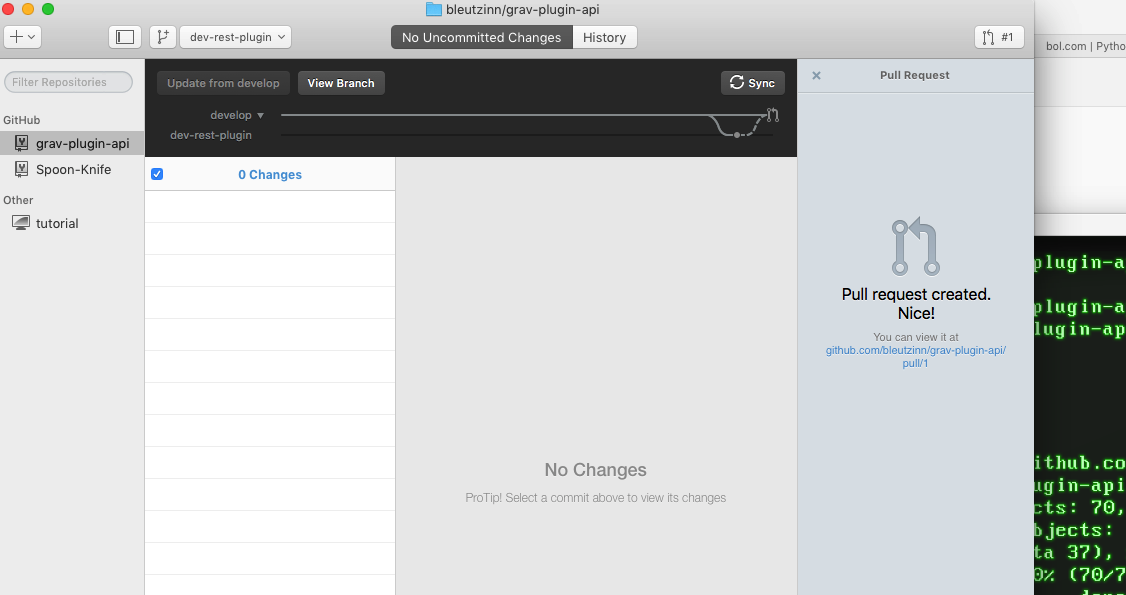 bleutzinn/grav-plugin-api
dev-rest-plugin
No Uncommitted Changes
History
#1
bol.com | Pytho
Filter Repositories
GitHub
grav-plugin-api
Spoon-Knife
Other
tutorial
Update from develop
View Branch
Sync
develop
dev-rest-plugin
0 Changes
No Changes
ProTip! Select a commit above to view its changes
Pull Request
Pull request created.
Nice!
You can view it at
github.com/bleutzinn/grav-plugin-api/
pull/1
plugin-a
plugin-a
lugin-ap
ithub.co
ugin-api
cts: 70,
bjects:
ta 37),
0% (70/7